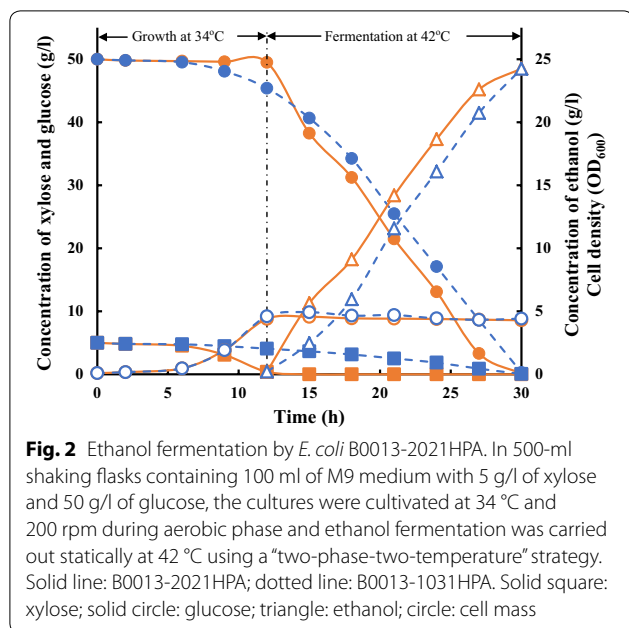 Growth at 34°C
Fermentation at 42°C
Concentration of xylose and glucose (g/l)
50
40
30
20
10
0
25
20
15
10
5
0
Concentration of ethanol (g/l)
Cell density (OD600)
0 5 10 15 20 25 30
Time (h)
Fig. 2 Ethanol fermentation by E. coli B0013-2021HPA. In 500-ml
shaking flasks containing 100 ml of M9 medium with 5 g/l of xylose
and 50 g/l of glucose, the cultures were cultivated at 34 °C and
200 rpm during aerobic phase and ethanol fermentation was carried
out statically at 42 °C using a “two-phase-two-temperature” strategy.
Solid line: B0013-2021HPA; dotted line: B0013-1031HPA. Solid square:
xylose; solid circle: glucose; triangle: ethanol; circle: cell mass